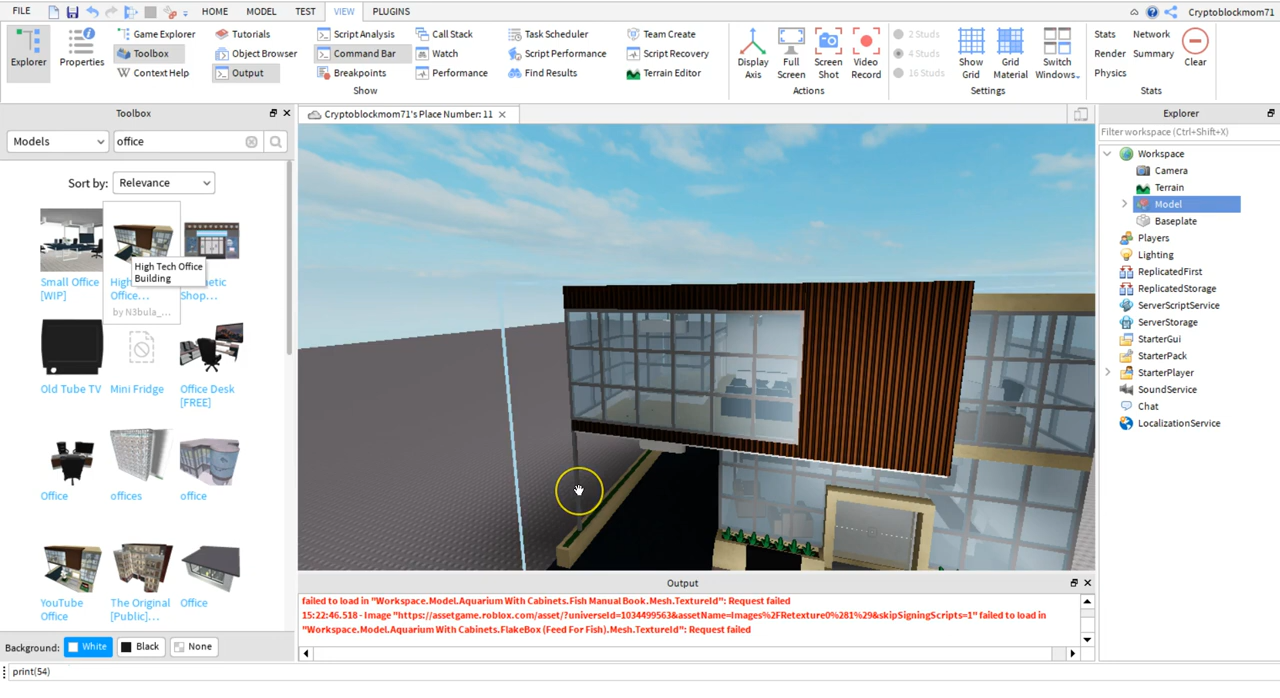 FILE HOME MODEL TEST VIEW PLUGINS Cryptoblockmom71
Explorer
Properties
Game Explorer
Toolbox
Context Help
Tutorials
Object Browser
Output
Script Analysis
Command Bar
Breakpoints
Call Stack
Watch
Performance
Task Scheduler
Script Performance
Find Results
Team Create
Script Recovery
Terrain Editor
Show
Display
Axis
Full
Screen
Screen
Shot
Video
Record
Actions
2 Studs
4 Studs
16 Studs
Show
Grid
Grid
Material
Switch
Windows
Settings
Stats Network
Render Summary
Physics
Clear
Stats
Toolbox
Models
office
Sort by: Relevance
Small Office
[WIP]
High
Office...
by N3bula_...
High Tech Office
Building
netic
Shop...
Old Tube TV
Mini Fridge
Office Desk
[FREE]
Office
offices
office
YouTube
Office
The Original
[Public]...
Office
Background: White Black None
print(54)
Cryptoblockmom71's Place Number: 11
Output
failed to load in "Workspace.Model.Aquarium With Cabinets.Fish Manual Book.Mesh.TextureId": Request failed
15:22:46.518 - Image "https://assetgame.roblox.com/asset/?universeId=1034499563&assetName=Images%2FRetexture0%281%29&skipSigningScripts=1" failed to load in
"Workspace.Model.Aquarium With Cabinets.FlakeBox (Feed For Fish).Mesh.TextureId": Request failed
Explorer
Filter workspace (Ctrl+Shift+X)
Workspace
Camera
Terrain
Model
Baseplate
Players
Lighting
ReplicatedFirst
ReplicatedStorage
ServerScriptService
ServerStorage
StarterGui
StarterPack
StarterPlayer
SoundService
Chat
LocalizationService